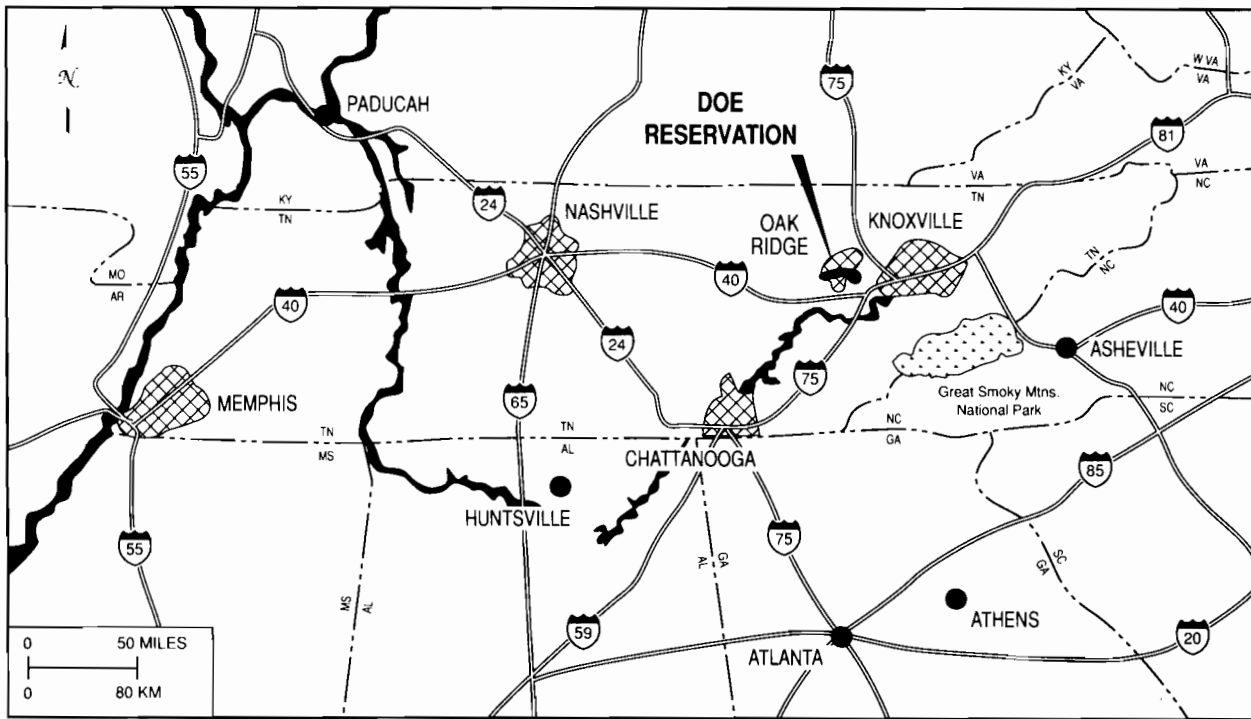 N
PADUCAH
55
KY
TN
24
NASHVILLE
75
DOE
RESERVATION
OAK
RIDGE
KNOXVILLE
KY
VA
W VA
VA
81
VA
TN
VA
NC
TN
NC
MO
AR
40
40
40
24
MEMPHIS
65
75
ASHEVILLE
Great Smoky Mtns.
National Park
NC
SC
NC
GA
TN
MS
TN
AL
CHATTANOOGA
HUNTSVILLE
85
55
75
GA
AL
MS
AL
SC
GA
59
ATLANTA
ATHENS
20
0 50 MILES
0 80 KM